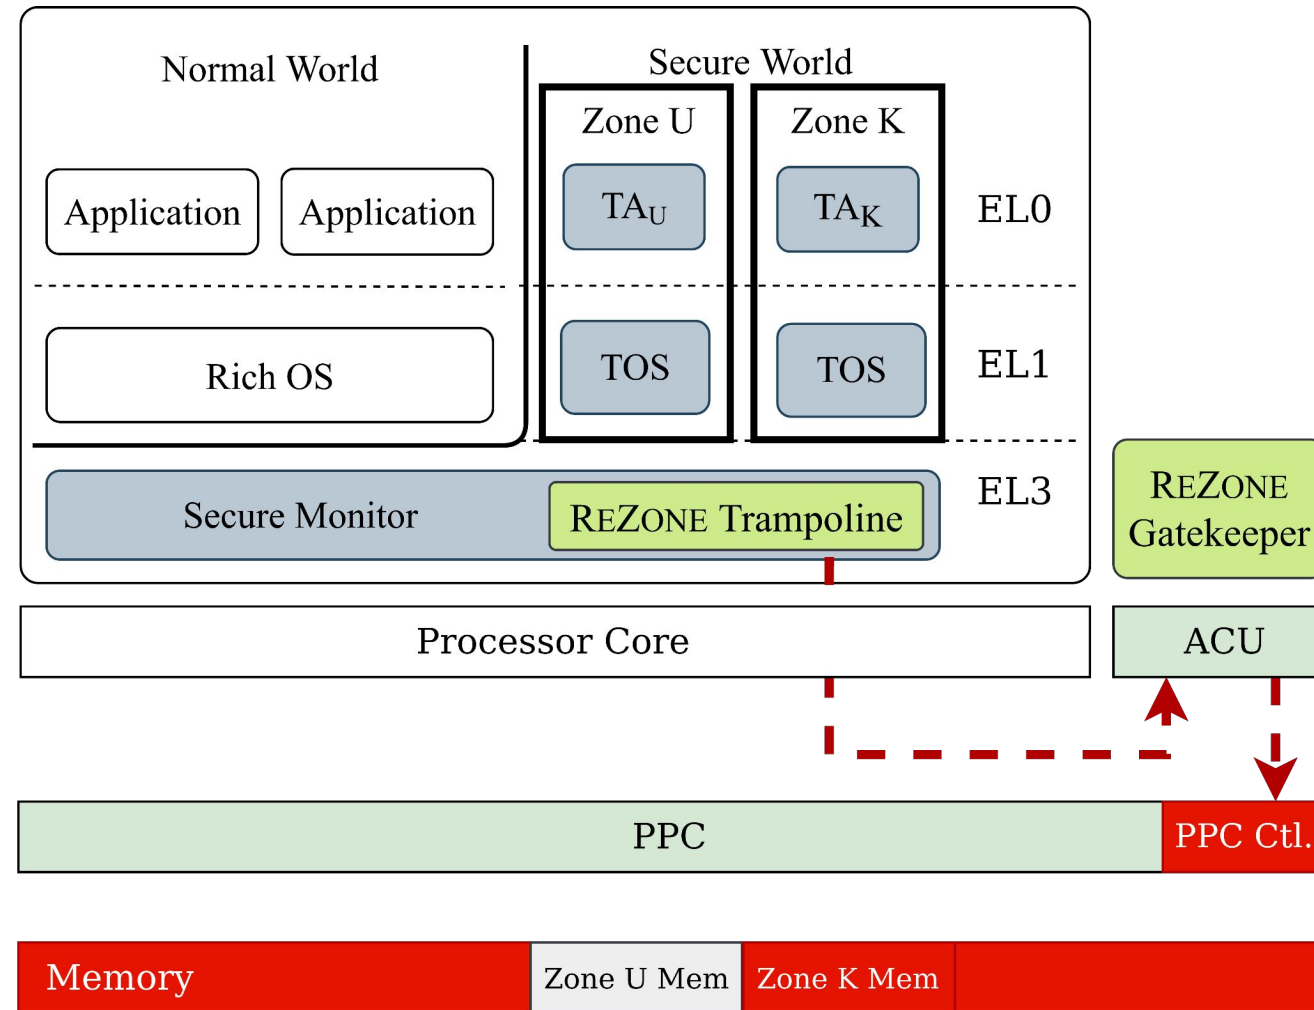 Normal World
Secure World
Zone U
Zone K
Application
Application
TAU
TAK
EL0
Rich OS
TOS
TOS
EL1
Secure Monitor
REZONE Trampoline
EL3
REZONE
Gatekeeper
Processor Core
ACU
PPC
PPC Ctl.
Memory
Zone U Mem
Zone K Mem